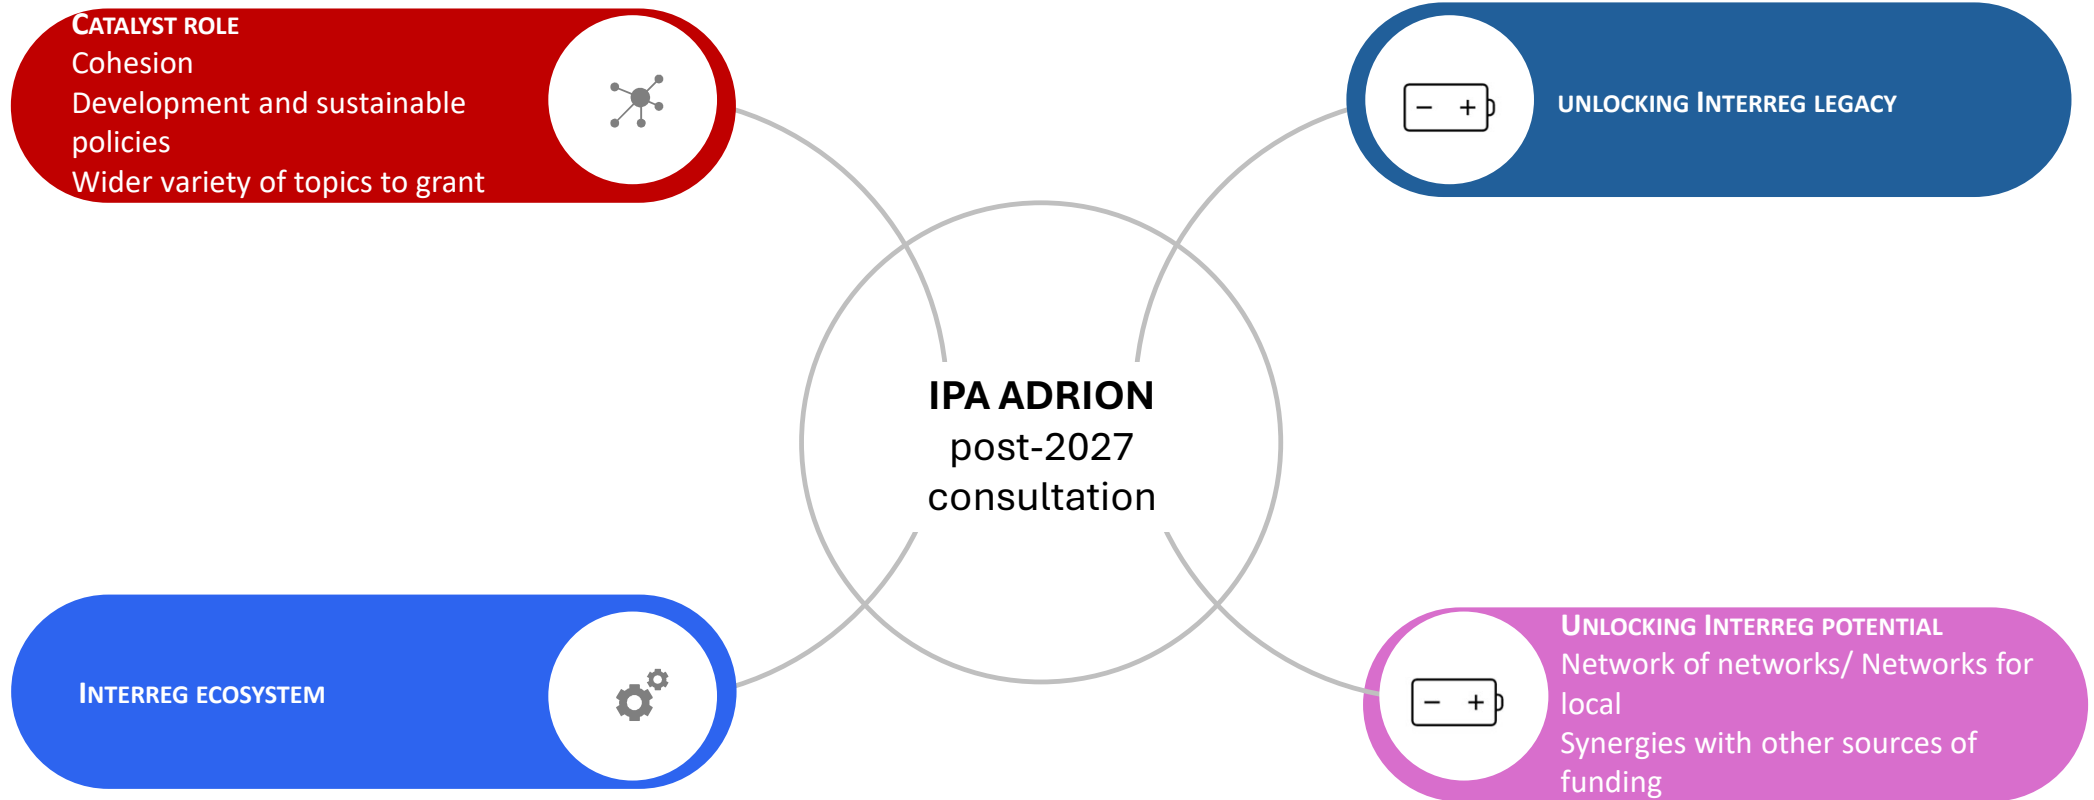 CATALYST ROLE
Cohesion
Development and sustainable
policies
Wider variety of topics to grant
UNLOCKING INTERREG LEGACY
IPA ADRION
post-2027
consultation
INTERREG ECOSYSTEM
UNLOCKING INTERREG POTENTIAL
Network of networks/ Networks for
local
Synergies with other sources of
funding